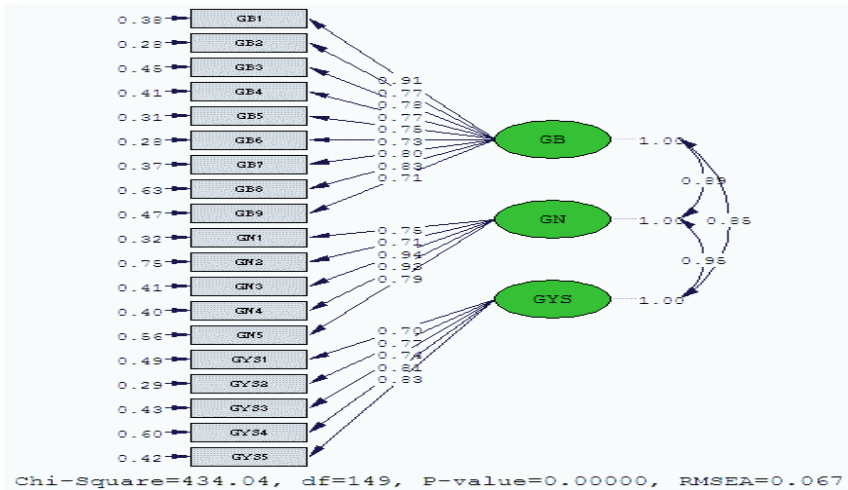 0.38 GB1
0.28 GB2
0.45 GB3
0.41 GB4
0.31 GB5
0.28 GB6
0.37 GB7
0.63 GB8
0.47 GB9
0.32 GN1
0.75 GN2
0.41 GN3
0.40 GN4
0.56 GN5
0.49 GYS1
0.29 GYS2
0.43 GYS3
0.60 GYS4
0.42 GYS5
0.91
0.77
0.78
0.77
0.75
0.73
0.80
0.83
0.71
0.75
0.71
0.94
0.93
0.79
0.70
0.77
0.74
0.81
0.83
GB 1.00
GN 1.00
GYS 1.00
0.89
0.85
0.95
Chi-Square=434.04, df=149, P-value=0.00000, RMSEA=0.067